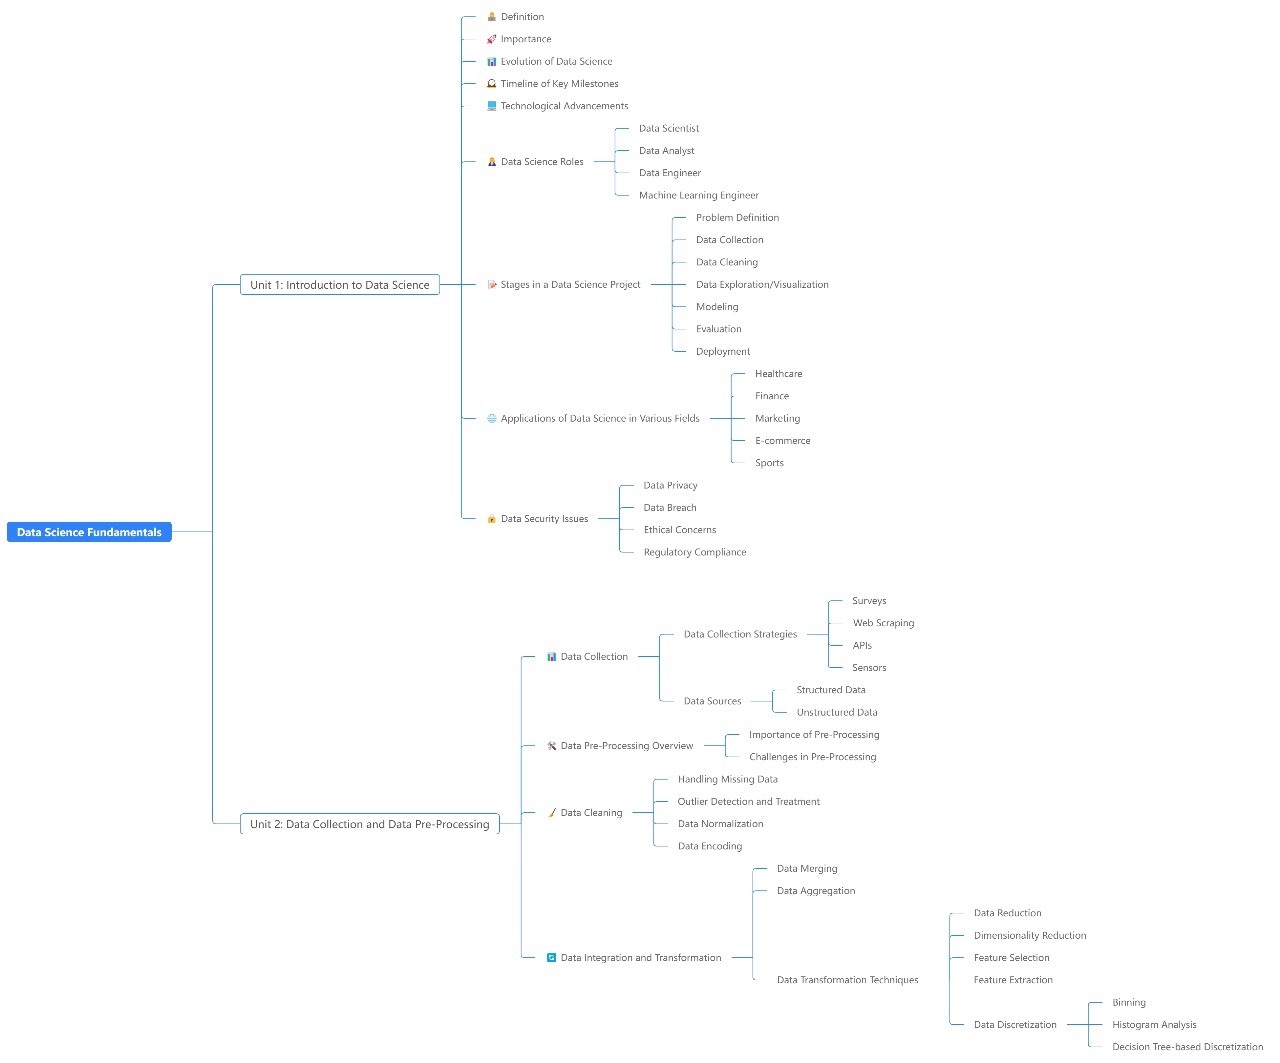 Data Science Fundamentals
Unit 1: Introduction to Data Science
Definition
Importance
Evolution of Data Science
Timeline of Key Milestones
Technological Advancements
Data Science Roles
Data Scientist
Data Analyst
Data Engineer
Machine Learning Engineer
Stages in a Data Science Project
Problem Definition
Data Collection
Data Cleaning
Data Exploration/Visualization
Modeling
Evaluation
Deployment
Applications of Data Science in Various Fields
Healthcare
Finance
Marketing
E-commerce
Sports
Data Security Issues
Data Privacy
Data Breach
Ethical Concerns
Regulatory Compliance
Unit 2: Data Collection and Data Pre-Processing
Data Collection
Data Collection Strategies
Surveys
Web Scraping
APIs
Sensors
Data Sources
Structured Data
Unstructured Data
Data Pre-Processing Overview
Importance of Pre-Processing
Challenges in Pre-Processing
Data Cleaning
Handling Missing Data
Outlier Detection and Treatment
Data Normalization
Data Encoding
Data Integration and Transformation
Data Merging
Data Aggregation
Data Transformation Techniques
Data Reduction
Dimensionality Reduction
Feature Selection
Feature Extraction
Data Discretization
Binning
Histogram Analysis
Decision Tree-based Discretization